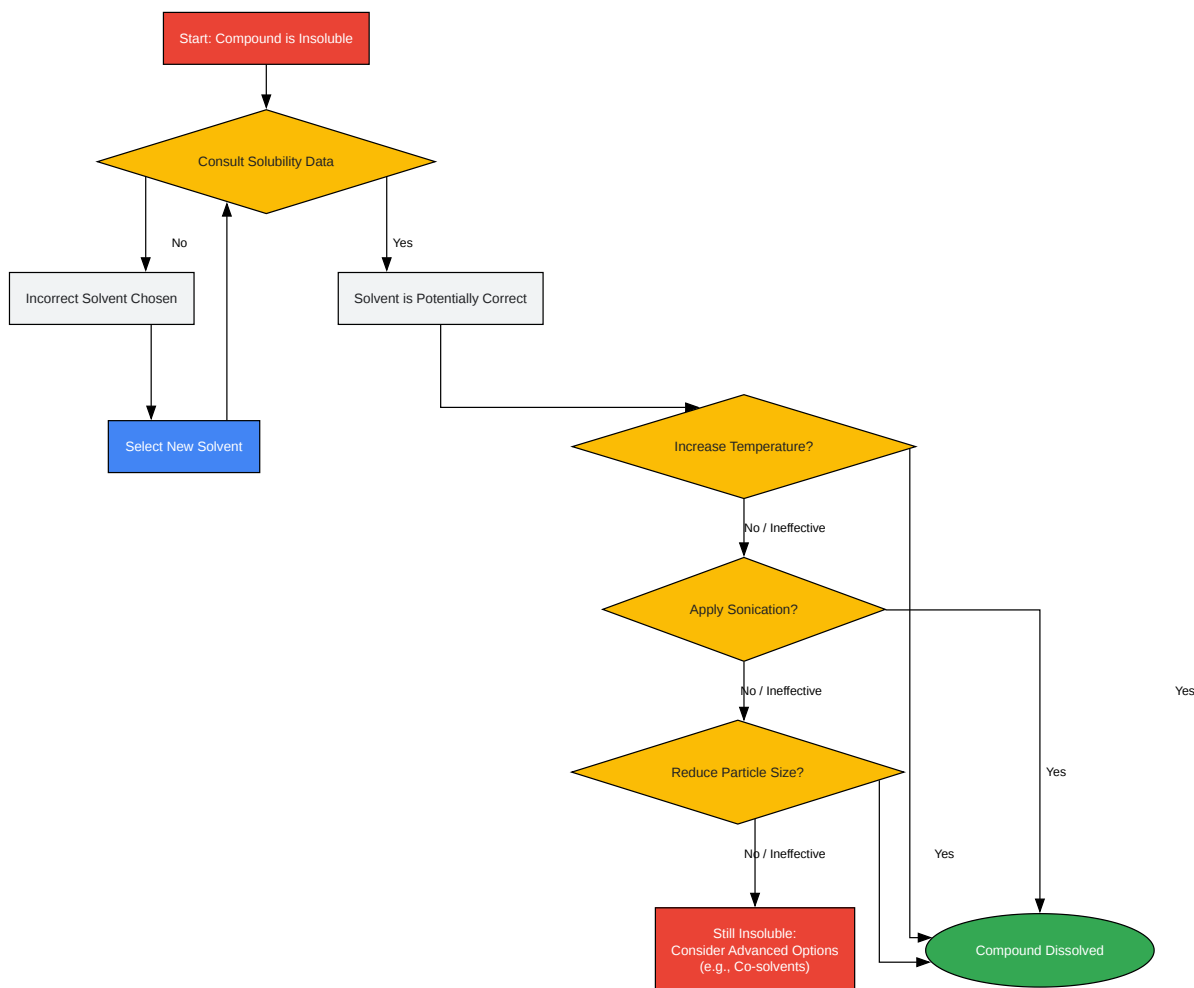 Start: Compound is Insoluble
Consult Solubility Data
No
Yes
Incorrect Solvent Chosen
Solvent is Potentially Correct
Select New Solvent
Increase Temperature?
No / Ineffective
Apply Sonication?
No / Ineffective
Yes
Reduce Particle Size?
Yes
No / Ineffective
Yes
Still Insoluble:
Consider Advanced Options
(e.g., Co-solvents)
Compound Dissolved